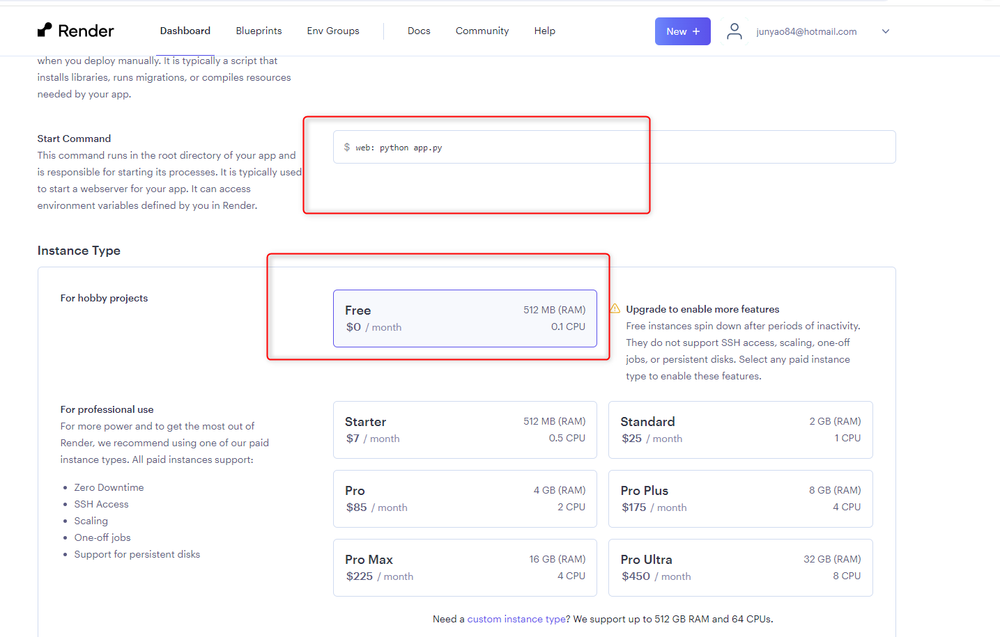 Render
Dashboard
Blueprints
Env Groups
Docs
Community
Help
New +
junyao84@hotmail.com
when you deploy manually. It is typically a script that
installs libraries, runs migrations, or compiles resources
needed by your app.
Start Command
This command runs in the root directory of your app and
is responsible for starting its processes. It is typically used
to start a webserver for your app. It can access
environment variables defined by you in Render.
$ web: python app.py
Instance Type
For hobby projects
Free
512 MB (RAM)
$0 / month
0.1 CPU
Upgrade to enable more features
Free instances spin down after periods of inactivity.
They do not support SSH access, scaling, one-off
jobs, or persistent disks. Select any paid instance
type to enable these features.
For professional use
For more power and to get the most out of
Render, we recommend using one of our paid
instance types. All paid instances support:
• Zero Downtime
• SSH Access
• Scaling
• One-off jobs
• Support for persistent disks
Starter
512 MB (RAM)
$7 / month
0.5 CPU
Standard
2 GB (RAM)
$25 / month
1 CPU
Pro
4 GB (RAM)
$85 / month
2 CPU
Pro Plus
8 GB (RAM)
$175 / month
4 CPU
Pro Max
16 GB (RAM)
$225 / month
4 CPU
Pro Ultra
32 GB (RAM)
$450 / month
8 CPU
Need a custom instance type? We support up to 512 GB RAM and 64 CPUs.